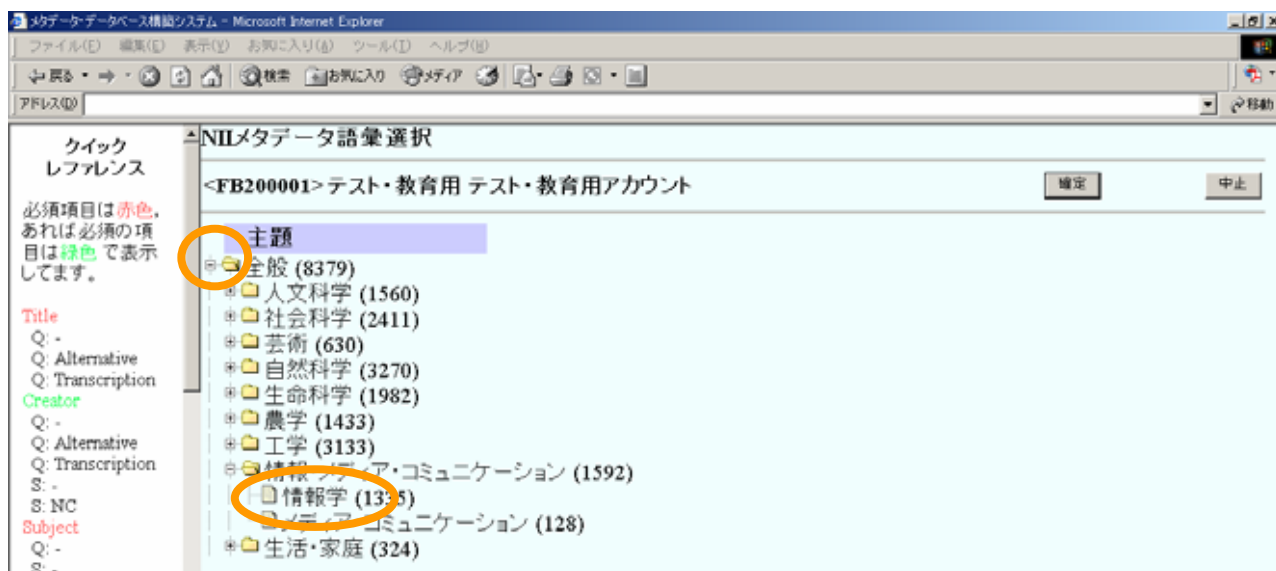 メタデータ・データベース構築システム - Microsoft Internet Explorer
ファイル(E) 編集(E) 表示(V) お気に入り(A) ツール(T) ヘルプ(H)
戻る 検索 お気に入り メディア
アドレス(D) 移動
クイック
レファレンス
必須項目は赤色,
あれば必須の項
目は緑色 で表示
してます。
Title
Q: -
Q: Alternative
Q: Transcription
Creator
Q: -
Q: Alternative
Q: Transcription
S: -
S: NC
Subject
Q: -
S: -
NIIメタデータ語彙選択
<FB200001> テスト・教育用 テスト・教育用アカウント 確定 中止
主題
全般 (8379)
人文科学 (1560)
社会科学 (2411)
芸術 (630)
自然科学 (3270)
生命科学 (1982)
農学 (1433)
工学 (3133)
情報・メディア・コミュニケーション (1592)
情報学 (1335)
メディア・コミュニケーション (128)
生活・家庭 (324)